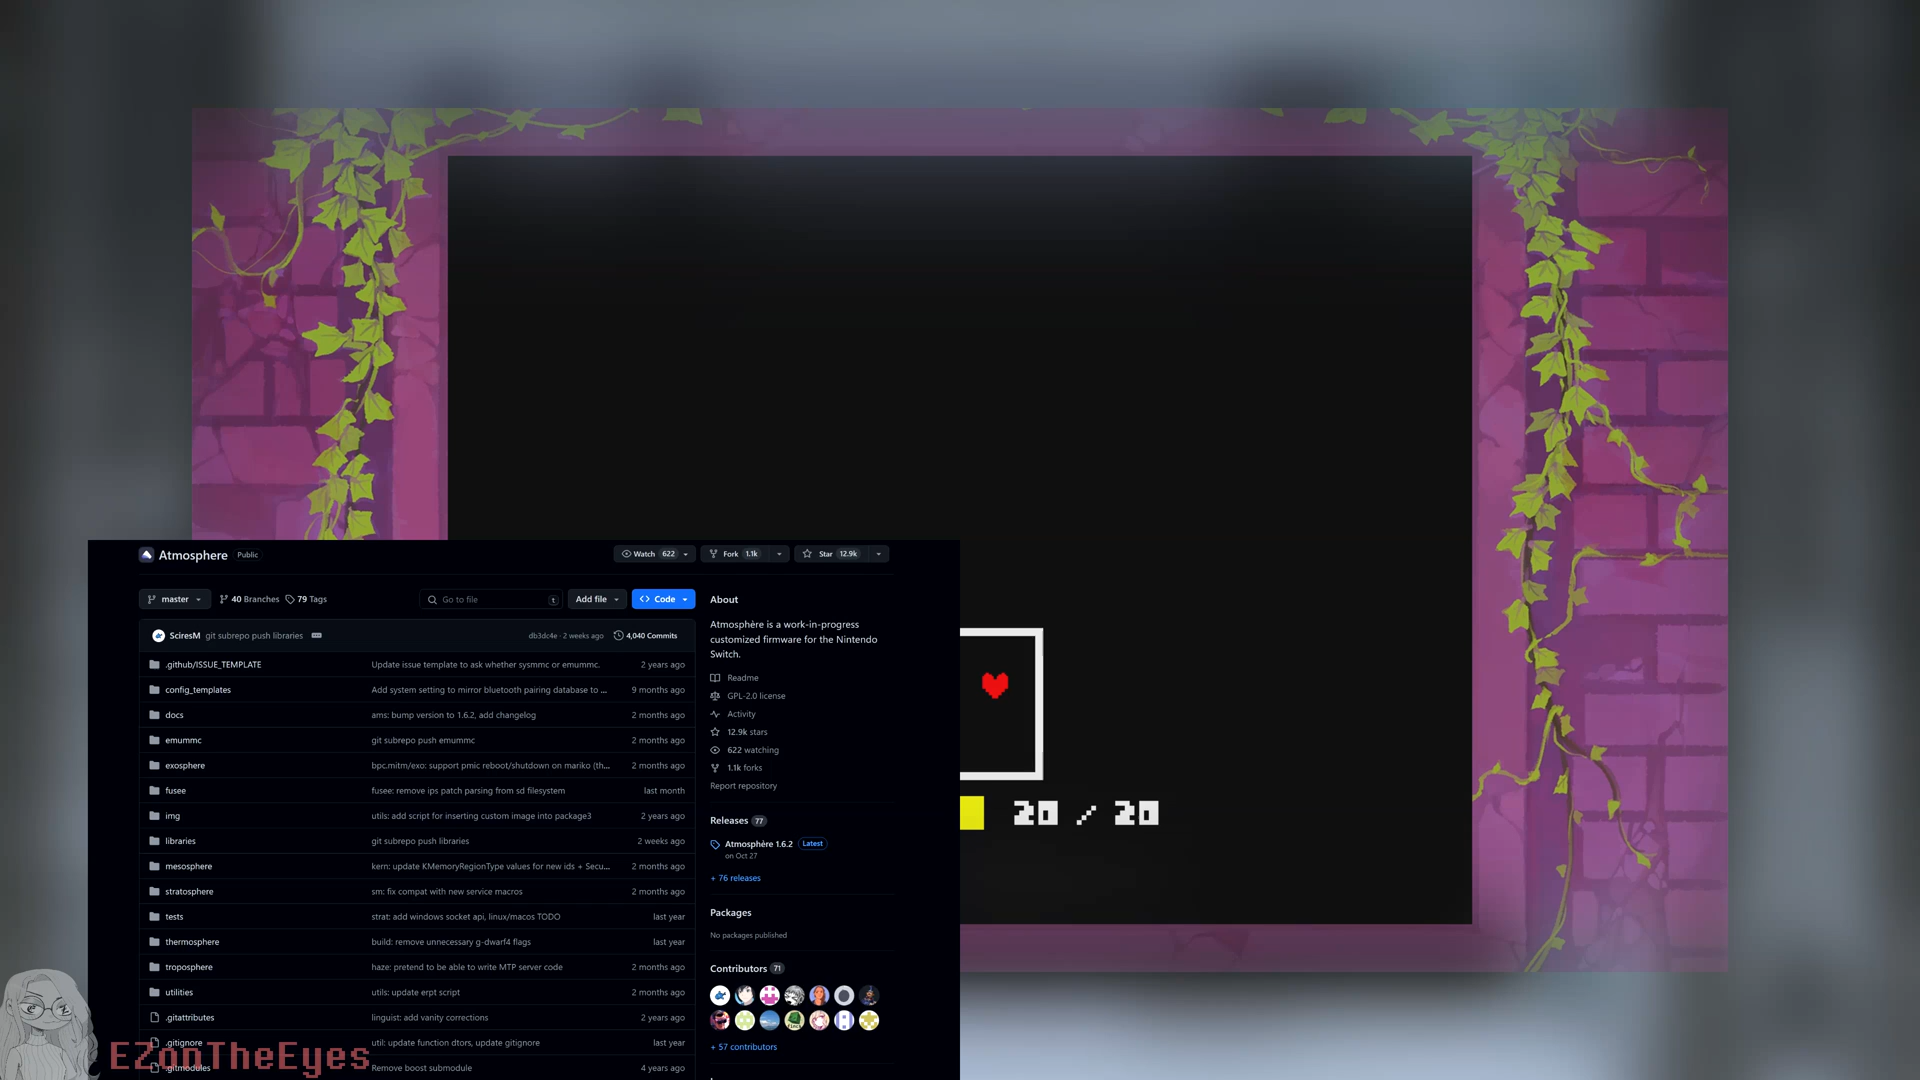 Atmosphere Public
Watch 622 Fork 1.1k Star 12.9k
master 40 Branches 79 Tags Go to file t Add file Code
SciresM git subrepo push libraries db3dc4e · 2 weeks ago 4,040 Commits
.github/ISSUE_TEMPLATE Update issue template to ask whether sysmmc or emummc. 2 years ago
config_templates Add system setting to mirror bluetooth pairing database to ... 9 months ago
docs ams: bump version to 1.6.2, add changelog 2 months ago
emummc git subrepo push emummc 2 months ago
exosphere bpc.mitm/exo: support pmic reboot/shutdown on mariko (th... 2 months ago
fusee fusee: remove ips patch parsing from sd filesystem last month
img utils: add script for inserting custom image into package3 2 years ago
libraries git subrepo push libraries 2 weeks ago
mesosphere kern: update KMemoryRegionType values for new ids + Secu... 2 months ago
stratosphere sm: fix compat with new service macros 2 months ago
tests strat: add windows socket api, linux/macos TODO last year
thermosphere build: remove unnecessary g-dwarf4 flags last year
troposphere haze: pretend to be able to write MTP server code 2 months ago
utilities utils: update erpt script 2 months ago
.gitattributes linguist: add vanity corrections 2 years ago
.gitignore util: update function dtors, update gitignore last year
.gitmodules Remove boost submodule 4 years ago
About
Atmosphère is a work-in-progress
customized firmware for the Nintendo
Switch.
Readme
GPL-2.0 license
Activity
12.9k stars
622 watching
1.1k forks
Report repository
Releases 77
Atmosphère 1.6.2 Latest
on Oct 27
+ 76 releases
Packages
No packages published
Contributors 71
+ 57 contributors
20 / 20
EZonTheEyes